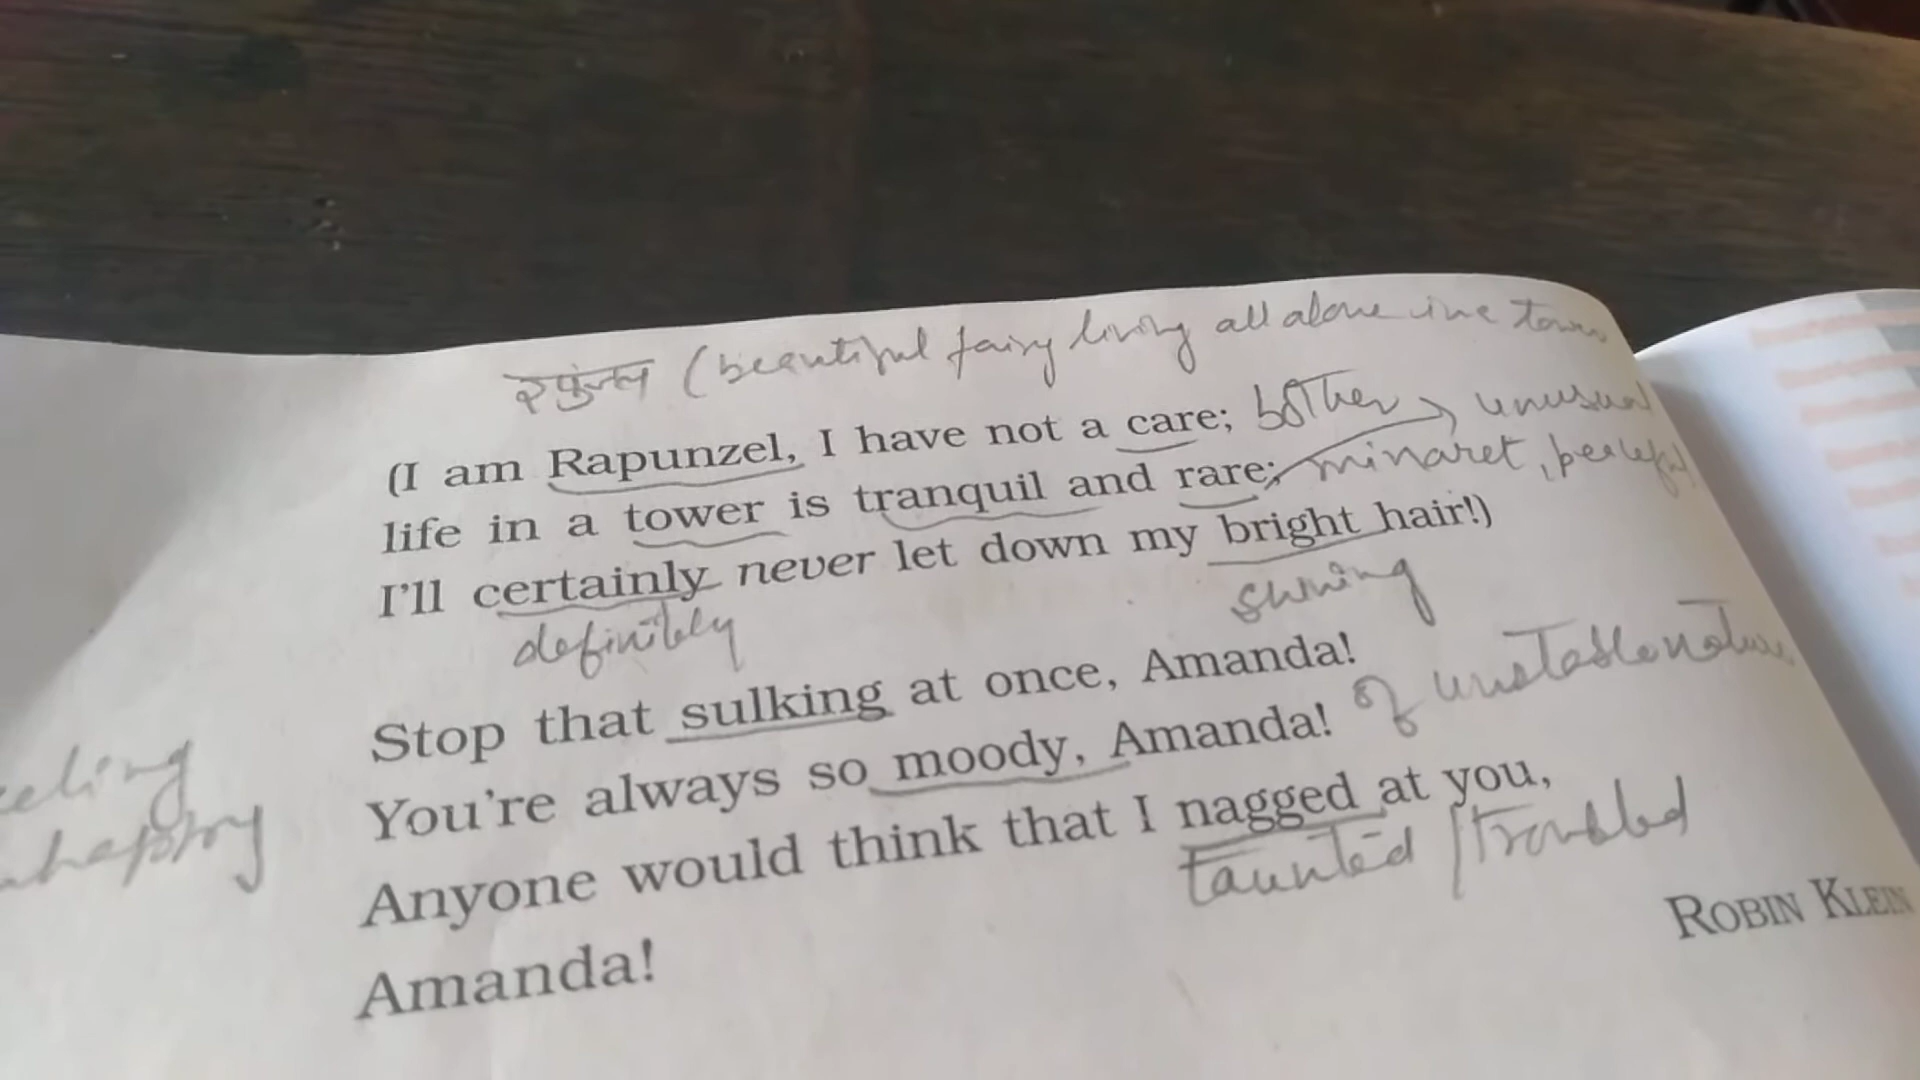 (beautiful fairy living all alone in a tower
(I am Rapunzel, I have not a care; bother unusual
life in a tower is tranquil and rare; minaret, peaceful
I'll certainly never let down my bright hair!)
definitely shining
Stop that sulking at once, Amanda!
You're always so moody, Amanda! of unstable nature
Anyone would think that I nagged at you,
taunted / troubled
Amanda!
ROBIN KLEIN